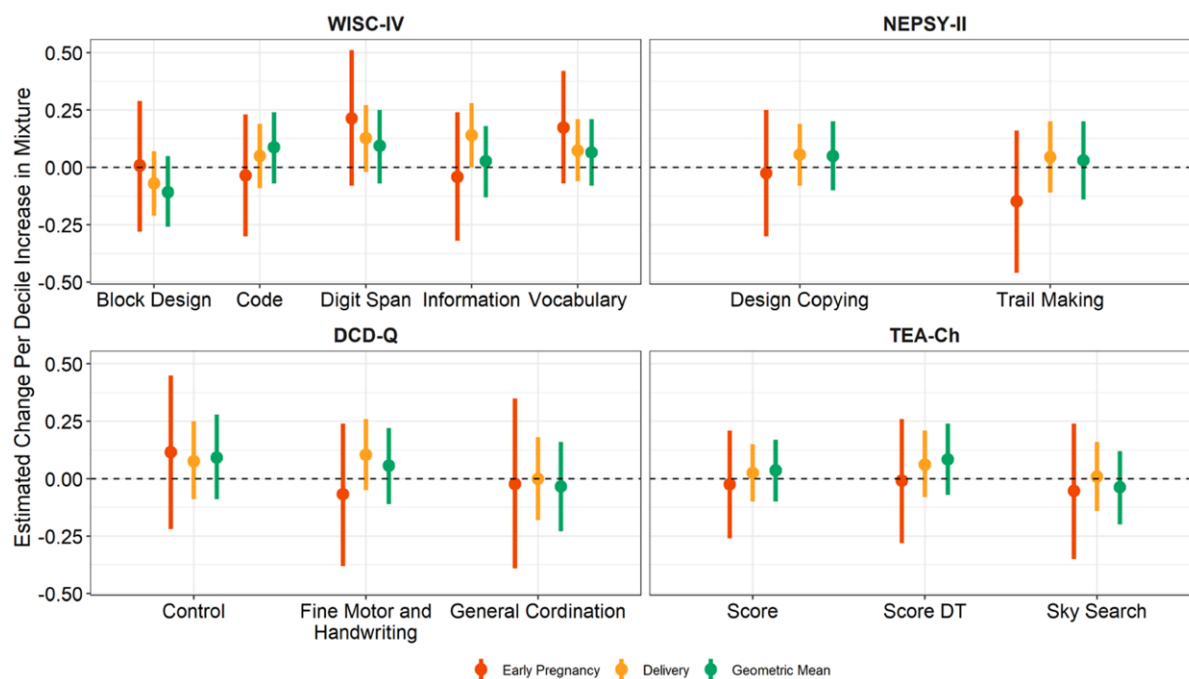 WISC-IV
NEPSY-II
Estimated Change Per Decile Increase in Mixture
0.50
0.25
0.00
-0.25
-0.50
Block Design Code Digit Span Information Vocabulary
Design Copying Trail Making
DCD-Q
TEA-Ch
0.50
0.25
0.00
-0.25
-0.50
Control Fine Motor and General Cordination
Handwriting
Score Score DT Sky Search
Early Pregnancy Delivery Geometric Mean